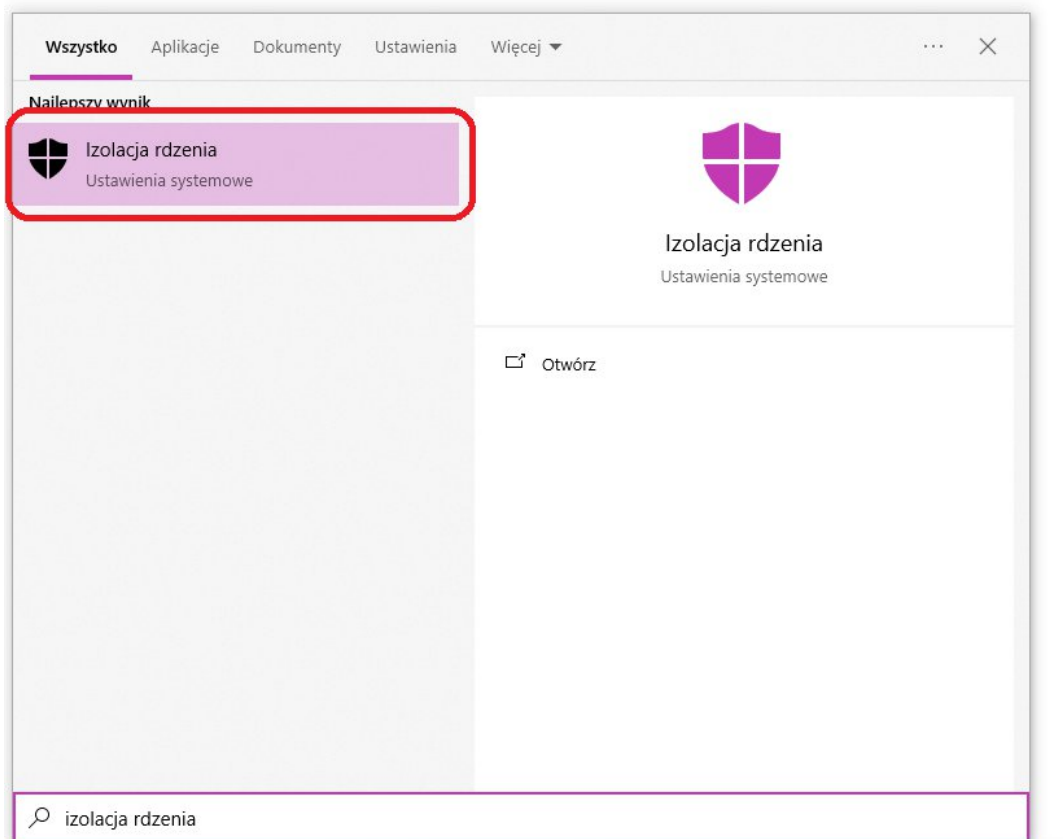 Wszystko Aplikacje Dokumenty Ustawienia Więcej
Najlepszy wynik
Izolacja rdzenia
Ustawienia systemowe
Izolacja rdzenia
Ustawienia systemowe
Otwórz
izolacja rdzenia